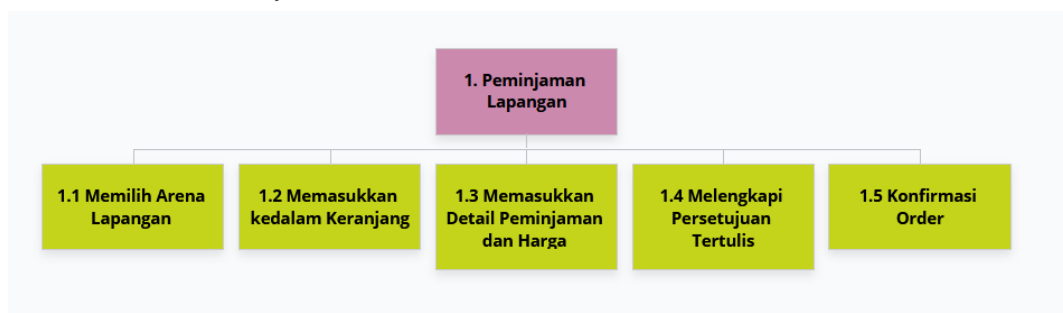 1. Peminjaman
Lapangan
1.1 Memilih Arena
Lapangan
1.2 Memasukkan
kedalam Keranjang
1.3 Memasukkan
Detail Peminjaman
dan Harga
1.4 Melengkapi
Persetujuan
Tertulis
1.5 Konfirmasi
Order